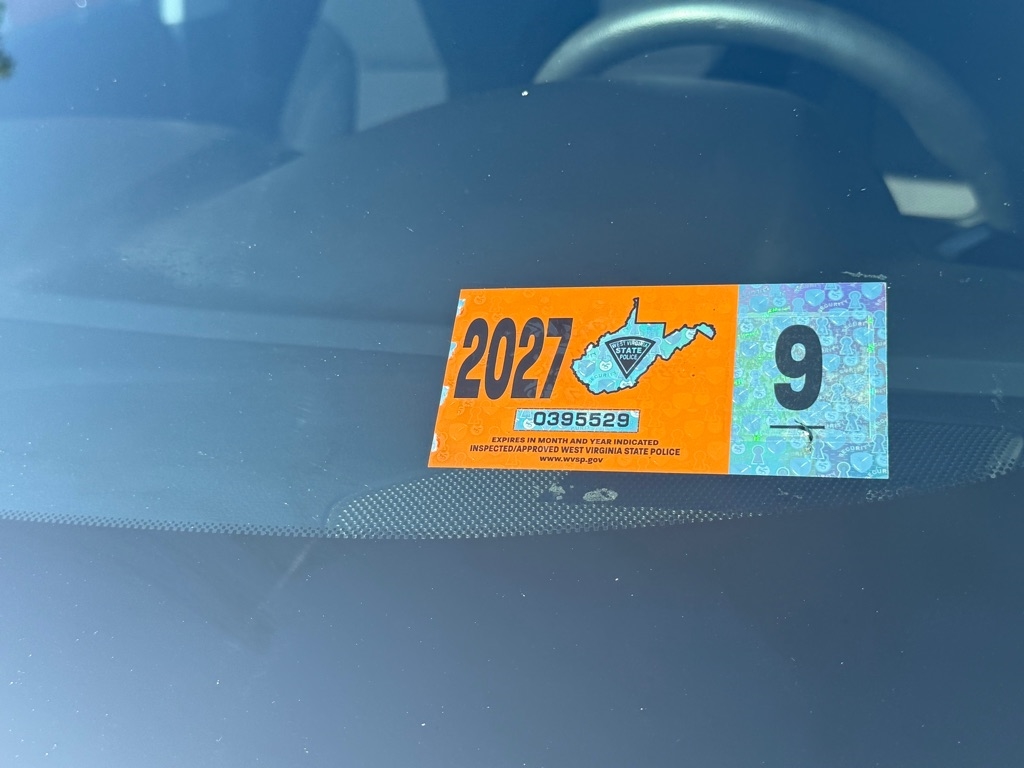 2027
WEST VIRGINIA
STATE
POLICE
9
0395529
EXPIRES IN MONTH AND YEAR INDICATED
INSPECTED/APPROVED WEST VIRGINIA STATE POLICE
www.wvsp.gov